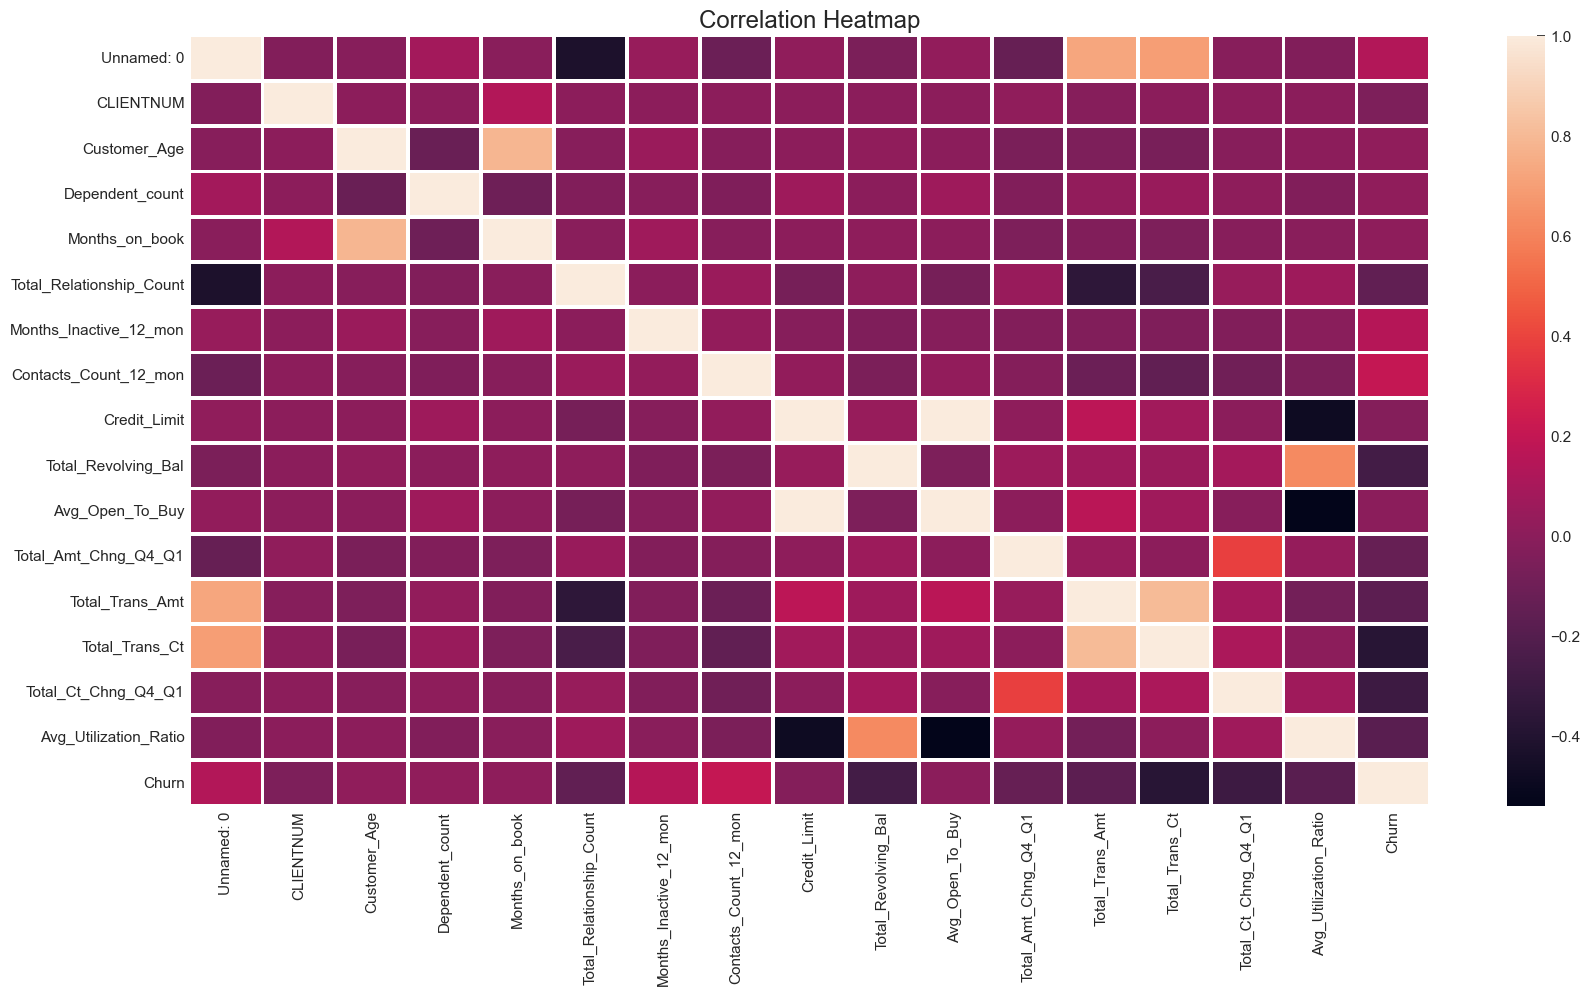 Correlation Heatmap
Unnamed: 0
CLIENTNUM
Customer_Age
Dependent_count
Months_on_book
Total_Relationship_Count
Months_Inactive_12_mon
Contacts_Count_12_mon
Credit_Limit
Total_Revolving_Bal
Avg_Open_To_Buy
Total_Amt_Chng_Q4_Q1
Total_Trans_Amt
Total_Trans_Ct
Total_Ct_Chng_Q4_Q1
Avg_Utilization_Ratio
Churn
Unnamed: 0
CLIENTNUM
Customer_Age
Dependent_count
Months_on_book
Total_Relationship_Count
Months_Inactive_12_mon
Contacts_Count_12_mon
Credit_Limit
Total_Revolving_Bal
Avg_Open_To_Buy
Total_Amt_Chng_Q4_Q1
Total_Trans_Amt
Total_Trans_Ct
Total_Ct_Chng_Q4_Q1
Avg_Utilization_Ratio
Churn
1.0
0.8
0.6
0.4
0.2
0.0
−0.2
−0.4